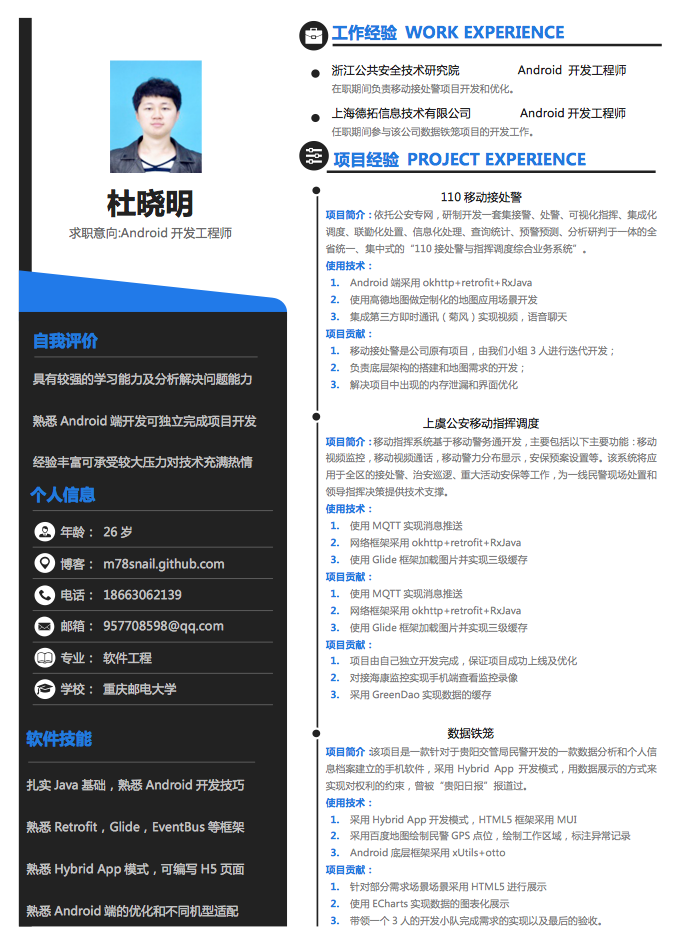 杜晓明
求职意向:Android 开发工程师
自我评价
具有较强的学习能力及分析解决问题能力
熟悉 Android 端开发可独立完成项目开发
经验丰富可承受较大压力对技术充满热情
个人信息
年龄： 26 岁
博客： m78snail.github.com
电话： 18663062139
邮箱： 957708598@qq.com
专业： 软件工程
学校： 重庆邮电大学
软件技能
扎实 Java 基础，熟悉 Android 开发技巧
熟悉 Retrofit，Glide，EventBus 等框架
熟悉 Hybrid App 模式，可编写 H5 页面
熟悉 Android 端的优化和不同机型适配
工作经验 WORK EXPERIENCE
浙江公共安全技术研究院 Android 开发工程师
在职期间负责移动接处警项目开发和优化。
上海德拓信息技术有限公司 Android 开发工程师
任职期间参与该公司数据铁笼项目的开发工作。
项目经验 PROJECT EXPERIENCE
110 移动接处警
项目简介：依托公安专网，研制开发一套集接警、处警、可视化指挥、集成化
调度、联勤化处置、信息化处理、查询统计、预警预测、分析研判于一体的全
省统一、集中式的“110 接处警与指挥调度综合业务系统”。
使用技术：
1. Android 端采用 okhttp+retrofit+RxJava
2. 使用高德地图做定制化的地图应用场景开发
3. 集成第三方即时通讯（菊风）实现视频，语音聊天
项目贡献：
1. 移动接处警是公司原有项目，由我们小组 3 人进行迭代开发；
2. 负责底层架构的搭建和地图需求的开发；
3. 解决项目中出现的内存泄漏和界面优化
上虞公安移动指挥调度
项目简介：移动指挥系统基于移动警务通开发，主要包括以下主要功能：移动
视频监控，移动视频通话，移动警力分布显示，安保预案设置等。该系统将应
用于全区的接处警、治安巡逻、重大活动安保等工作，为一线民警现场处置和
领导指挥决策提供技术支撑。
使用技术：
1. 使用 MQTT 实现消息推送
2. 网络框架采用 okhttp+retrofit+RxJava
3. 使用 Glide 框架加载图片并实现三级缓存
项目贡献：
1. 使用 MQTT 实现消息推送
2. 网络框架采用 okhttp+retrofit+RxJava
3. 使用 Glide 框架加载图片并实现三级缓存
项目贡献：
1. 项目由自己独立开发完成，保证项目成功上线及优化
2. 对接海康监控实现手机端查看监控录像
3. 采用 GreenDao 实现数据的缓存
数据铁笼
项目简介：该项目是一款针对于贵阳交管局民警开发的一款数据分析和个人信
息档案建立的手机软件，采用 Hybrid App 开发模式，用数据展示的方式来
实现对权利的约束，曾被“贵阳日报”报道过。
使用技术：
1. 采用 Hybrid App 开发模式，HTML5 框架采用 MUI
2. 采用百度地图绘制民警 GPS 点位，绘制工作区域，标注异常记录
3. Android 底层框架采用 xUtils+otto
项目贡献：
1. 针对部分需求场景场景采用 HTML5 进行展示
2. 使用 ECharts 实现数据的图表化展示
3. 带领一个 3 人的开发小队完成需求的实现以及最后的验收。